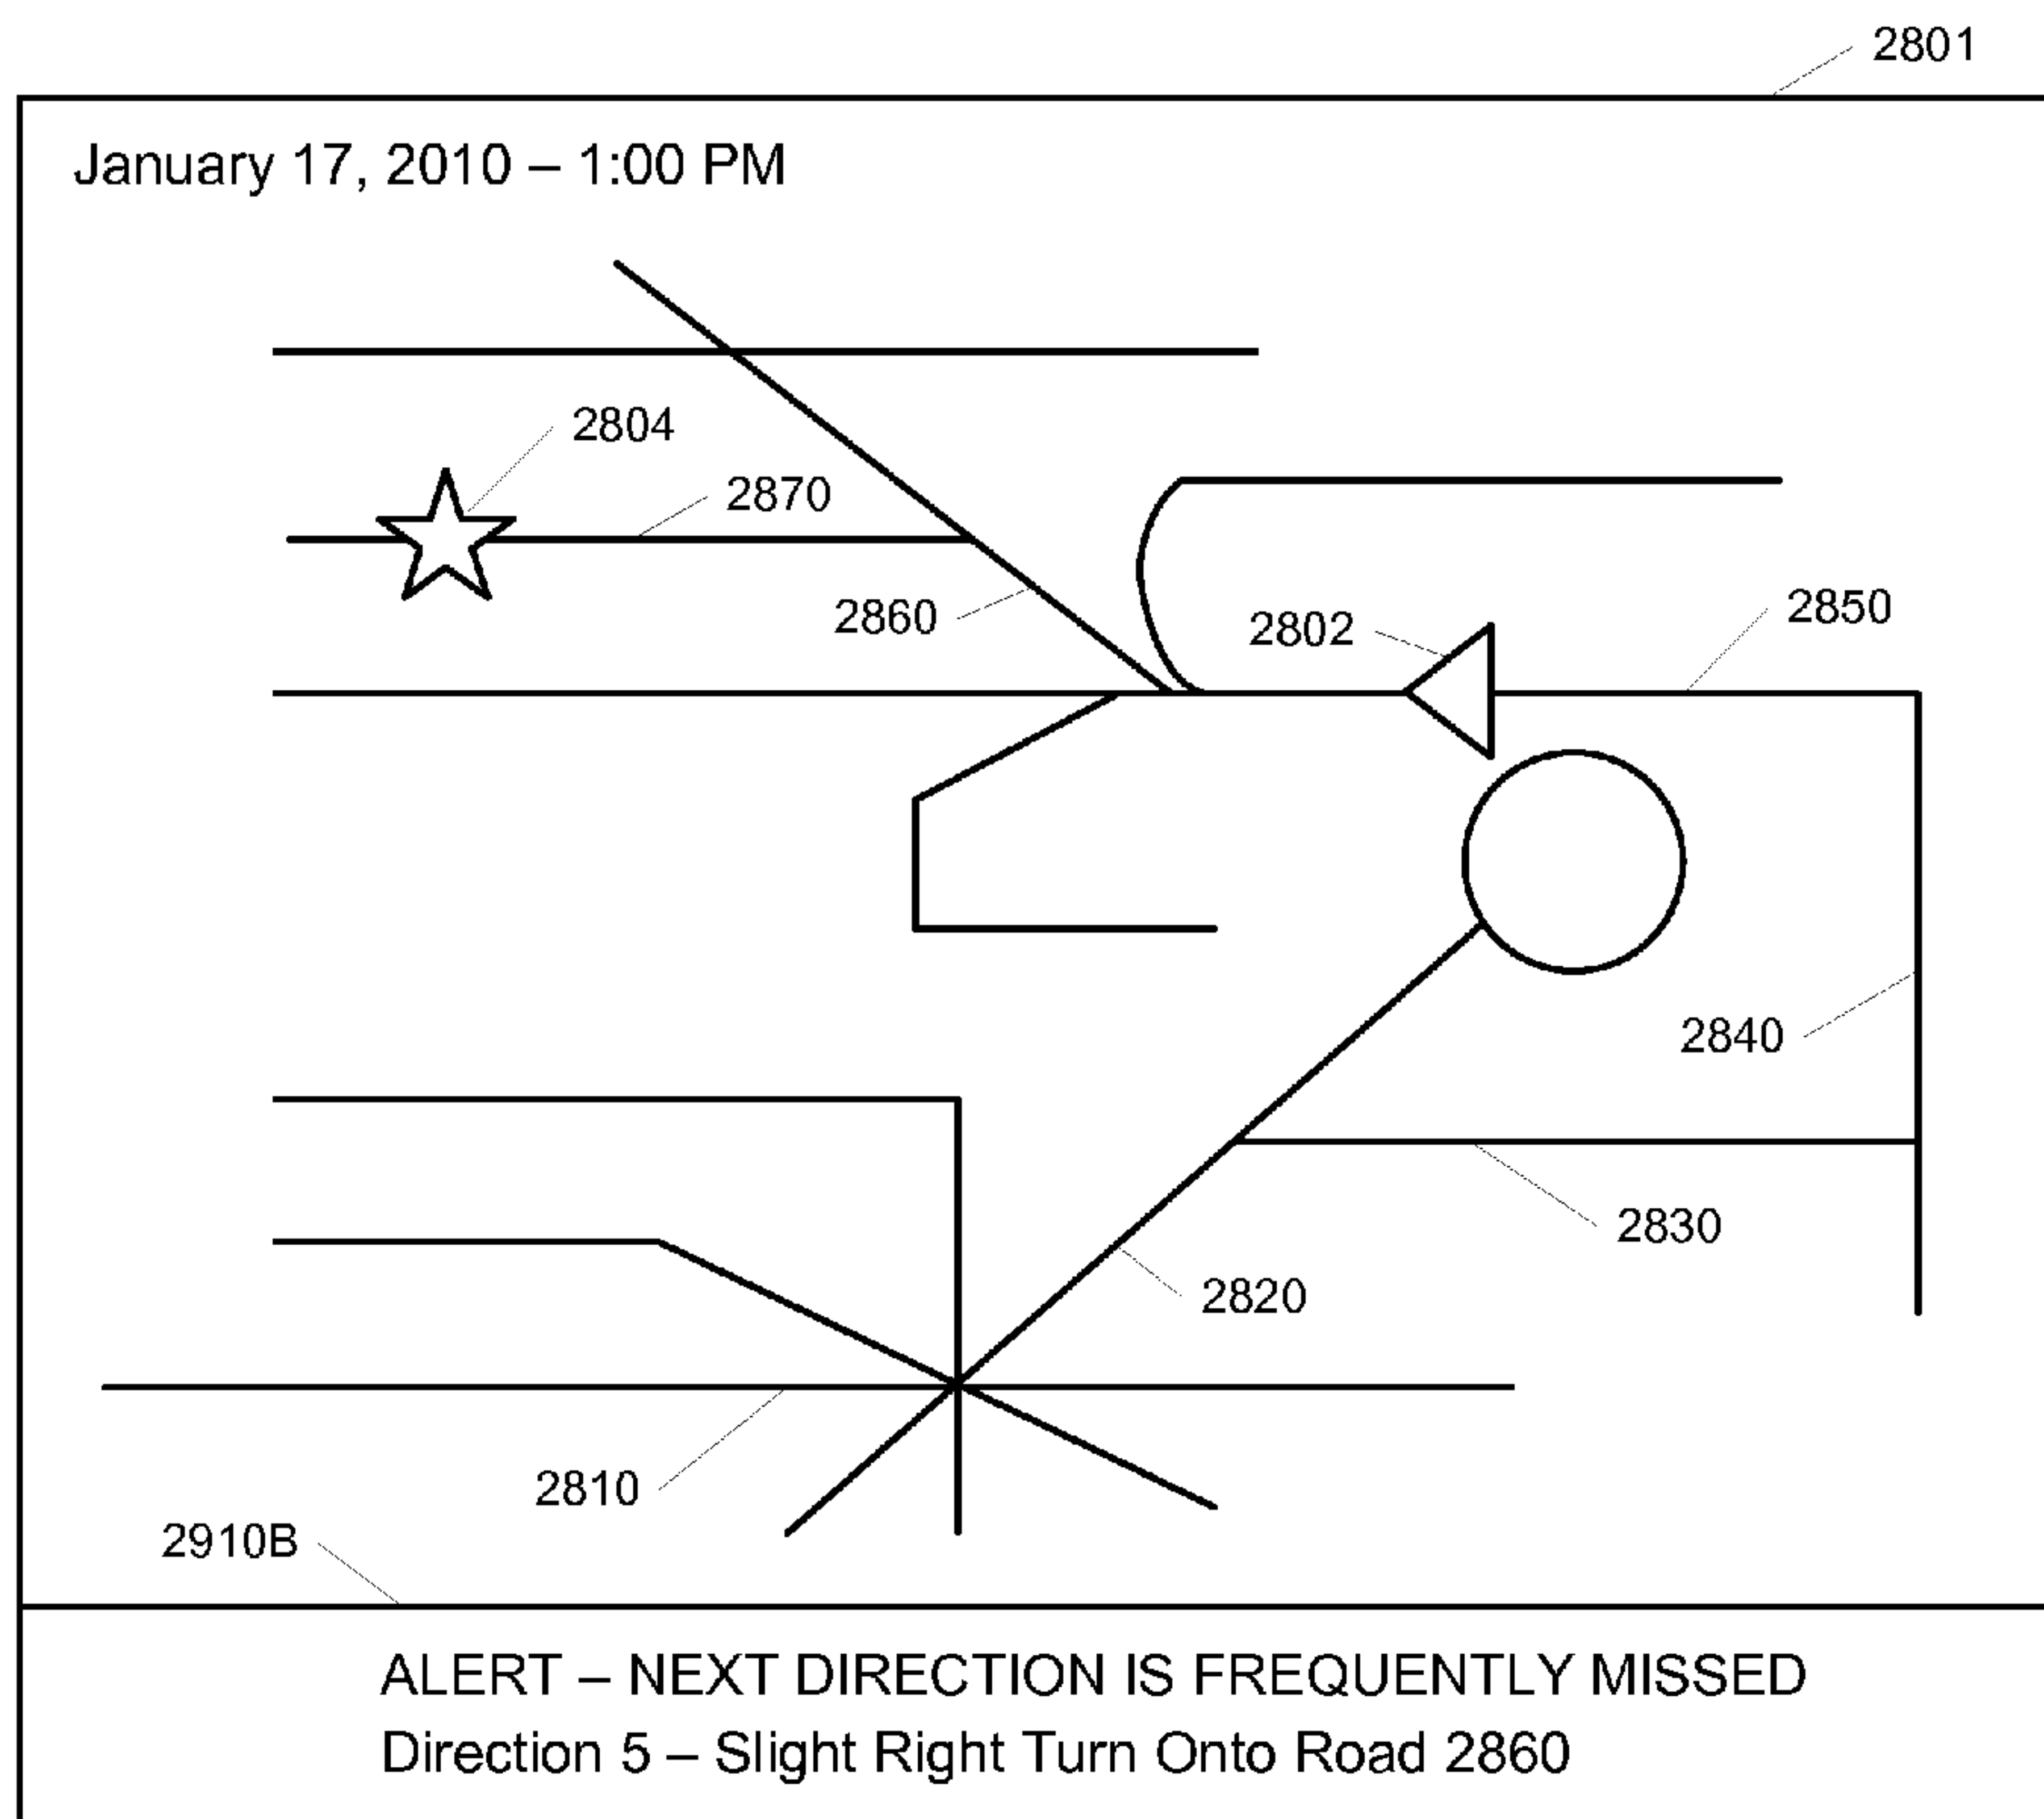 2801
January 17, 2010 – 1:00 PM
2804
2870
2860
2802
2850
2840
2830
2820
2810
2910B
ALERT – NEXT DIRECTION IS FREQUENTLY MISSED
Direction 5 – Slight Right Turn Onto Road 2860